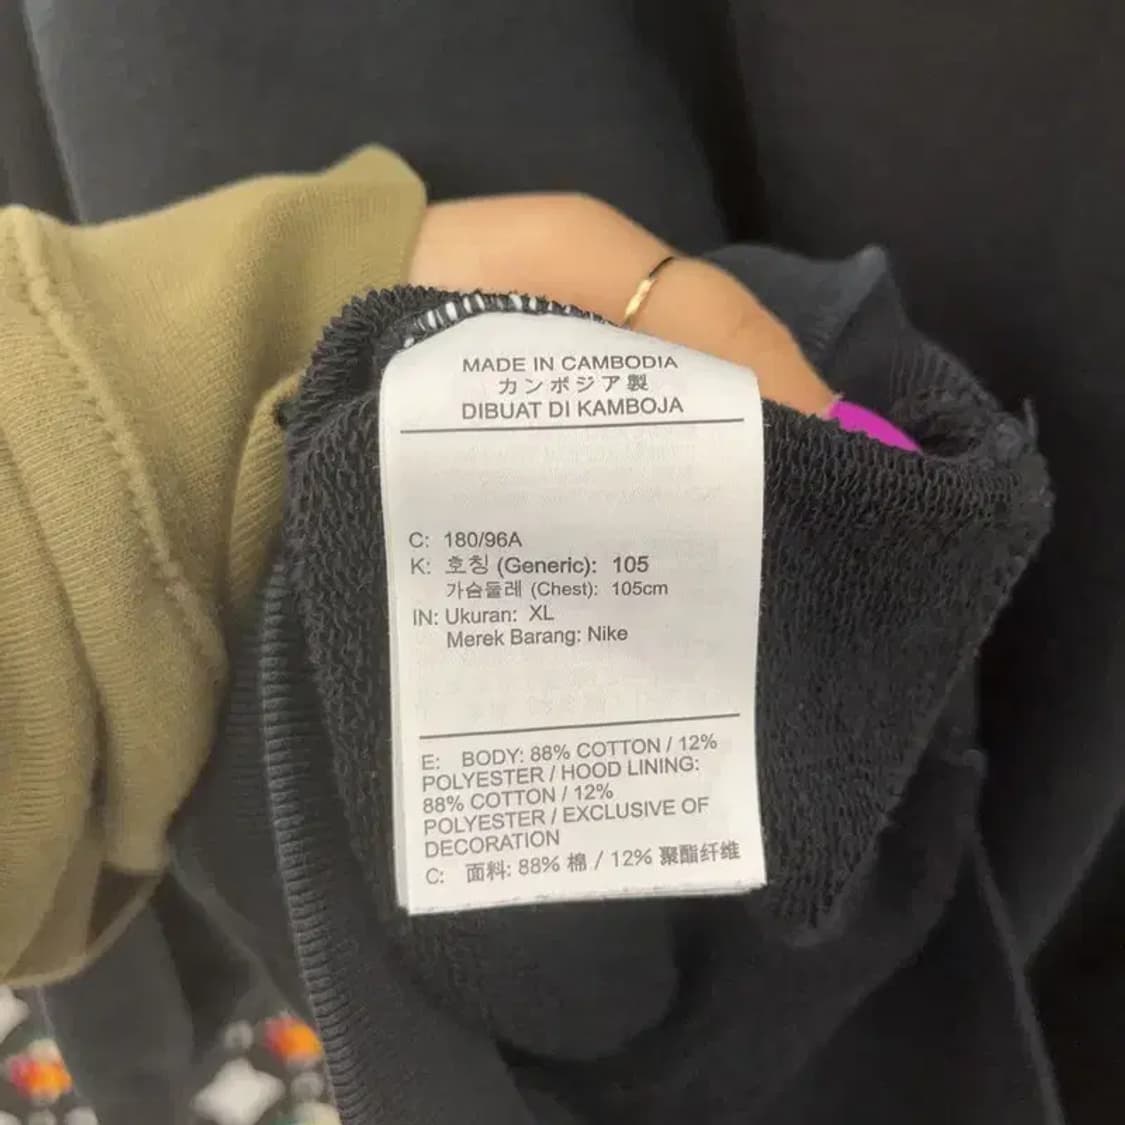 MADE IN CAMBODIA
カンボジア製
DIBUAT DI KAMBOJA
C: 180/96A
K: 호칭 (Generic): 105
가슴둘레 (Chest): 105cm
IN: Ukuran: XL
Merek Barang: Nike
E: BODY: 88% COTTON / 12%
POLYESTER / HOOD LINING:
88% COTTON / 12%
POLYESTER / EXCLUSIVE OF
DECORATION
C: 面料: 88% 棉 / 12% 聚酯纤维